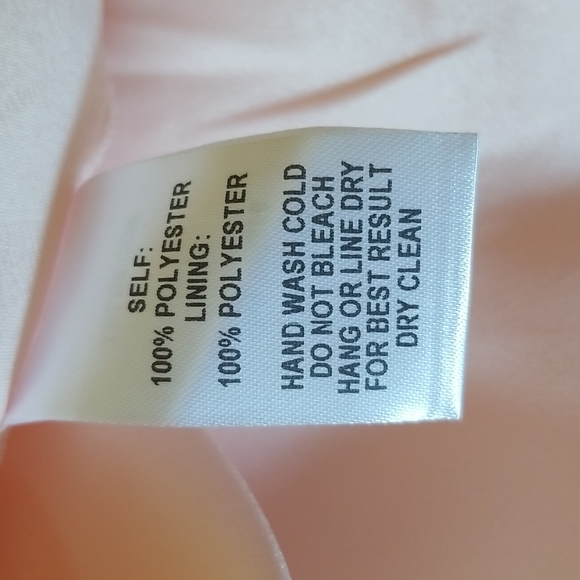 SELF:
100% POLYESTER
LINING:
100% POLYESTER
HAND WASH COLD
DO NOT BLEACH
HANG OR LINE DRY
FOR BEST RESULT
DRY CLEAN